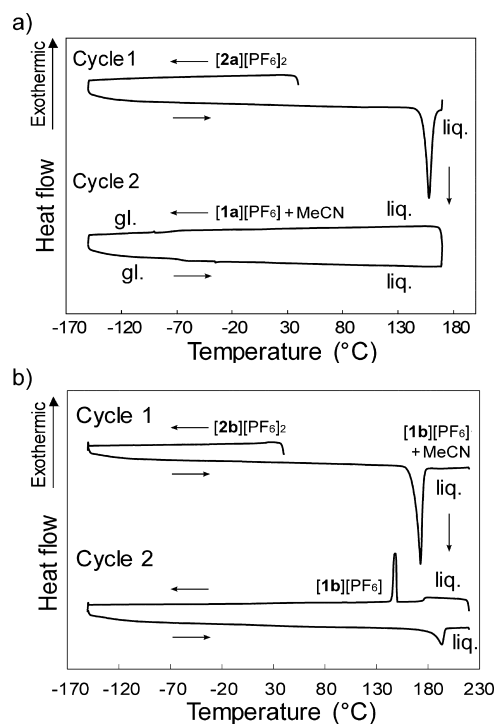 a)
Exothermic
Heat flow
Cycle 1
[2a][PF6]2
liq.
Cycle 2
[1a][PF6] + MeCN
gl.
liq.
gl.
liq.
-170 -120 -70 -20 30 80 130 180
Temperature (°C)
b)
Exothermic
Heat flow
Cycle 1
[2b][PF6]2
[1b][PF6]
+ MeCN
liq.
Cycle 2
[1b][PF6]
liq.
liq.
-170 -120 -70 -20 30 80 130 180 230
Temperature (°C)